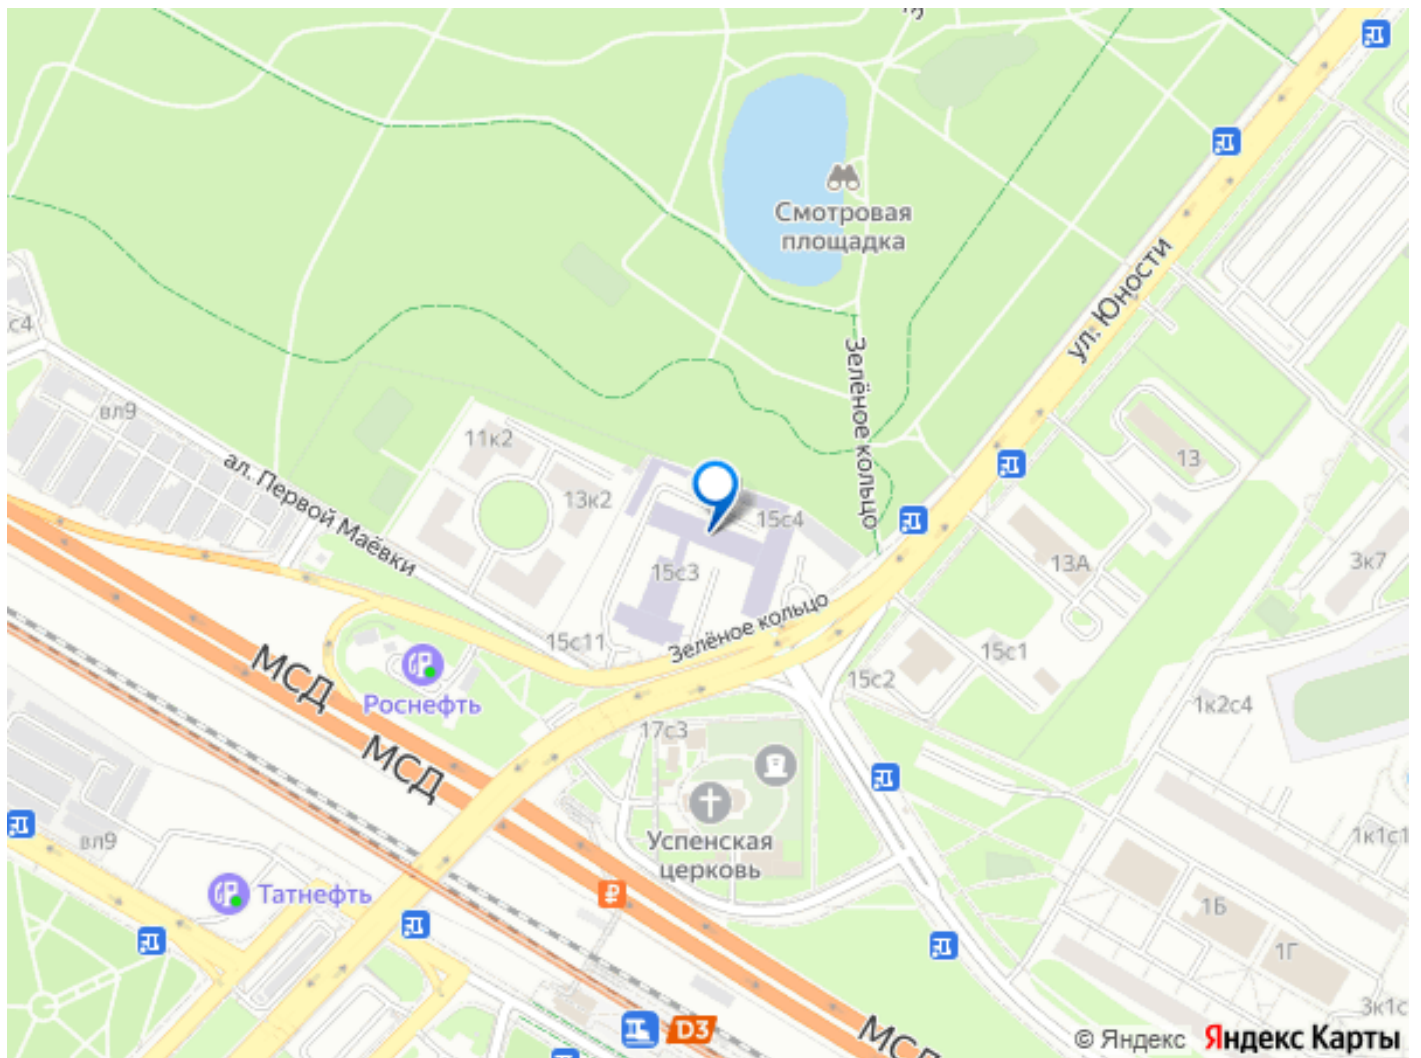 Смотровая
площадка
ул. Юности
Зелёное кольцо
с4
вл9
ал. Первой Маёвки
11к2
13к2
15с4
15с3
13
13А
3к7
Зелёное кольцо
15с11
15с1
15с2
1к2с4
МСД
Роснефть
17с3
МСД
Успенская
церковь
1к1с1
вл9
Татнефть
₽
1Б
1Г
3к1с
D3
МСД
© Яндекс Яндекс Карты